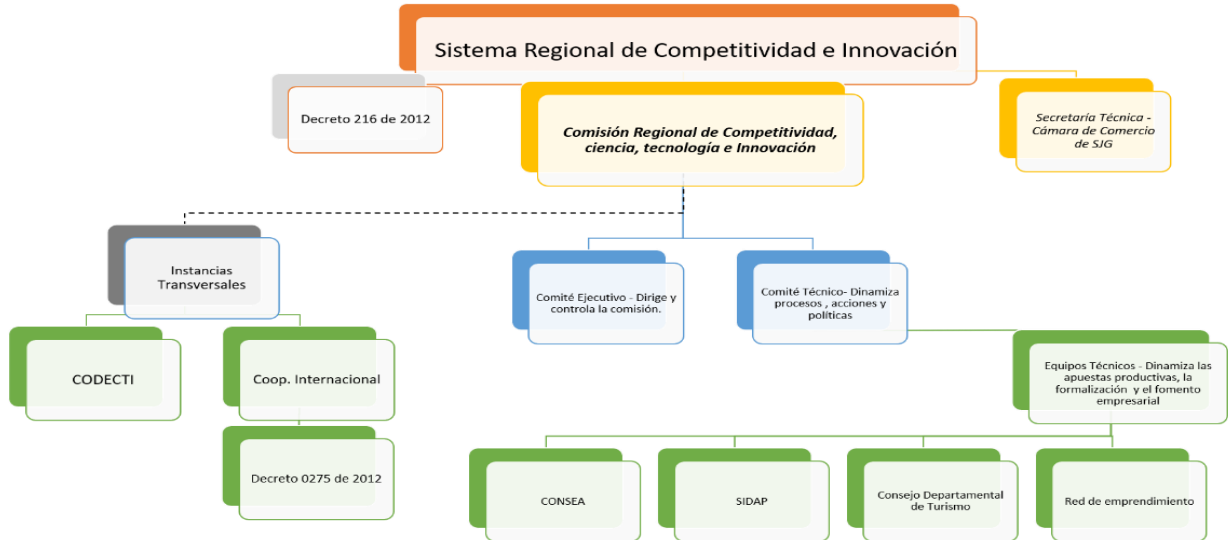 Sistema Regional de Competitividad e Innovación
Decreto 216 de 2012
Comisión Regional de Competitividad,
ciencia, tecnología e Innovación
Secretaría Técnica -
Cámara de Comercio
de SJG
Instancias
Transversales
Comité Ejecutivo - Dirige y
controla la comisión.
Comité Técnico- Dinamiza
procesos , acciones y
políticas
CODECTI
Coop. Internacional
Equipos Técnicos - Dinamiza las
apuestas productivas, la
formalización y el fomento
empresarial
Decreto 0275 de 2012
CONSEA
SIDAP
Consejo Departamental
de Turismo
Red de emprendimiento